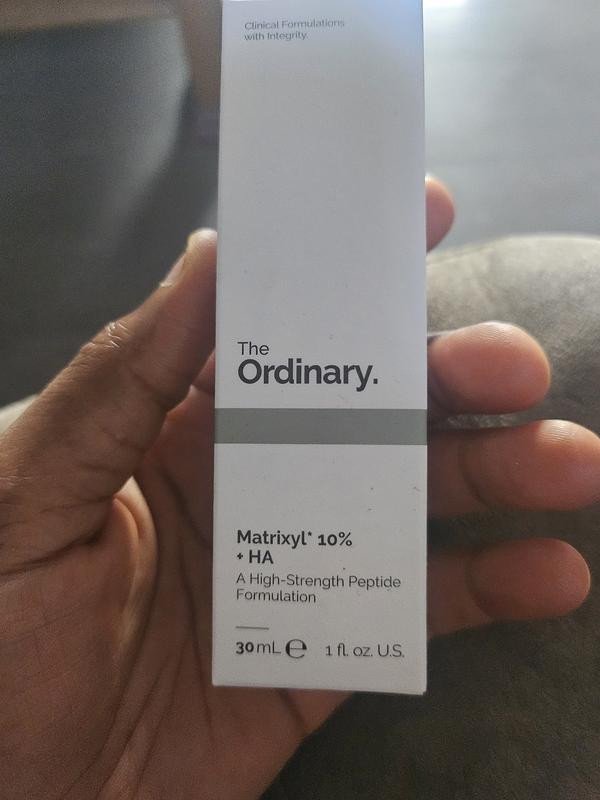 Clinical Formulations
with Integrity.
The
Ordinary.
Matrixyl* 10%
+ HA
A High-Strength Peptide
Formulation
30mL ℮ 1 fl. oz. U.S.